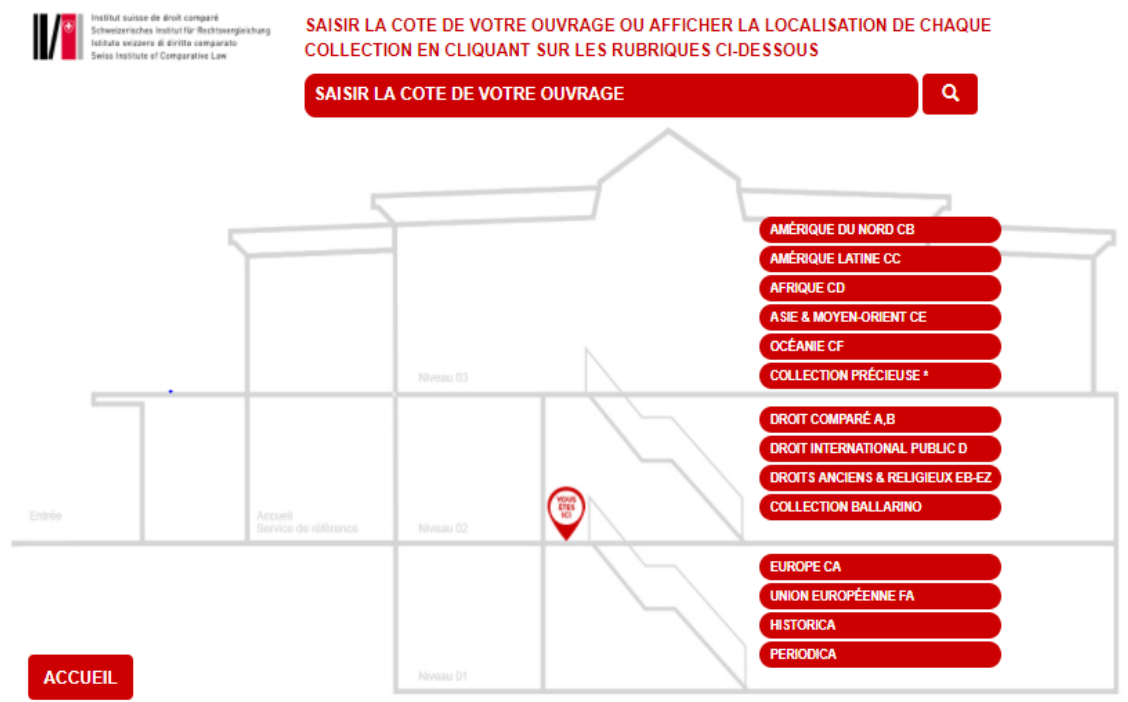 Institut suisse de droit comparé
Schweizerisches Institut für Rechtsvergleichung
Istituto svizzero di diritto comparato
Swiss Institute of Comparative Law
SAISIR LA COTE DE VOTRE OUVRAGE OU AFFICHER LA LOCALISATION DE CHAQUE
COLLECTION EN CLIQUANT SUR LES RUBRIQUES CI-DESSOUS
SAISIR LA COTE DE VOTRE OUVRAGE
AMÉRIQUE DU NORD CB
AMÉRIQUE LATINE CC
AFRIQUE CD
ASIE & MOYEN-ORIENT CE
OCÉANIE CF
COLLECTION PRÉCIEUSE *
Niveau 03
DROIT COMPARÉ A,B
DROIT INTERNATIONAL PUBLIC D
DROITS ANCIENS & RELIGIEUX EB-EZ
COLLECTION BALLARINO
VOUS
ÊTES
ICI
Entrée
Accueil
Service de référence
Niveau 02
EUROPE CA
UNION EUROPÉENNE FA
HISTORICA
PERIODICA
Niveau 01
ACCUEIL